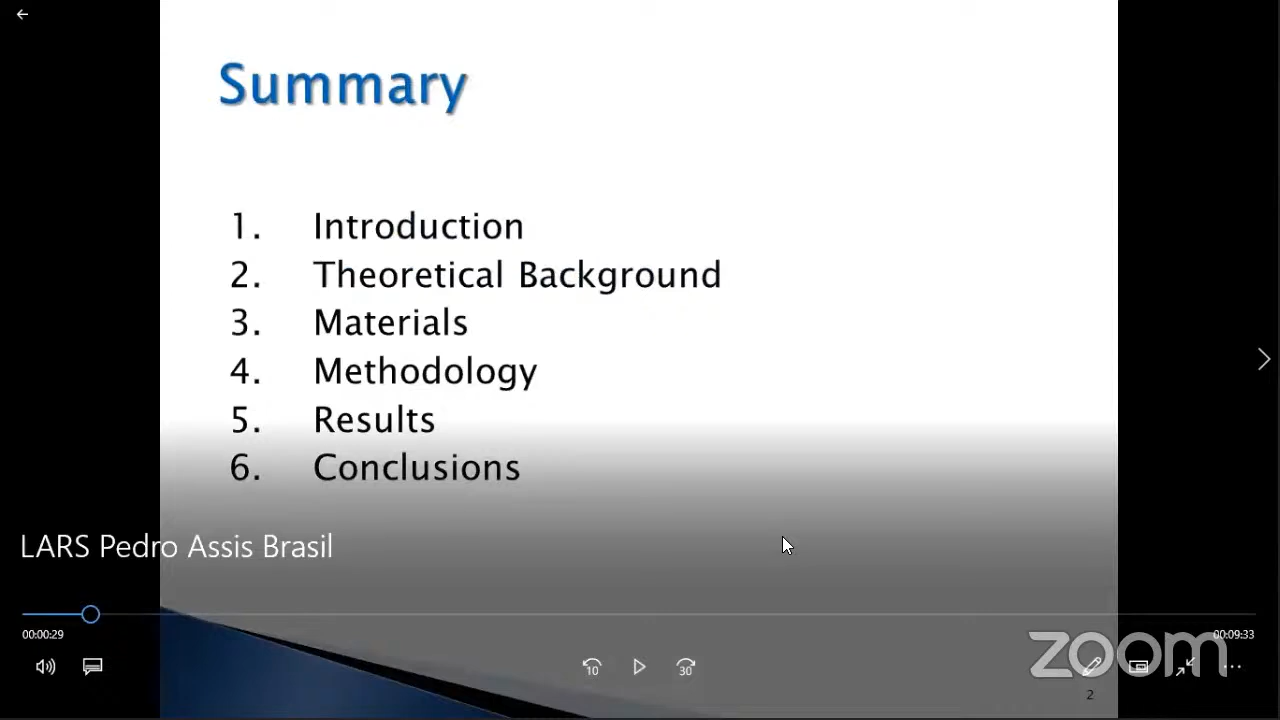 Summary
1. Introduction
2. Theoretical Background
3. Materials
4. Methodology
5. Results
6. Conclusions
LARS Pedro Assis Brasil
00:00:29
00:09:33
10
30
zoom
2